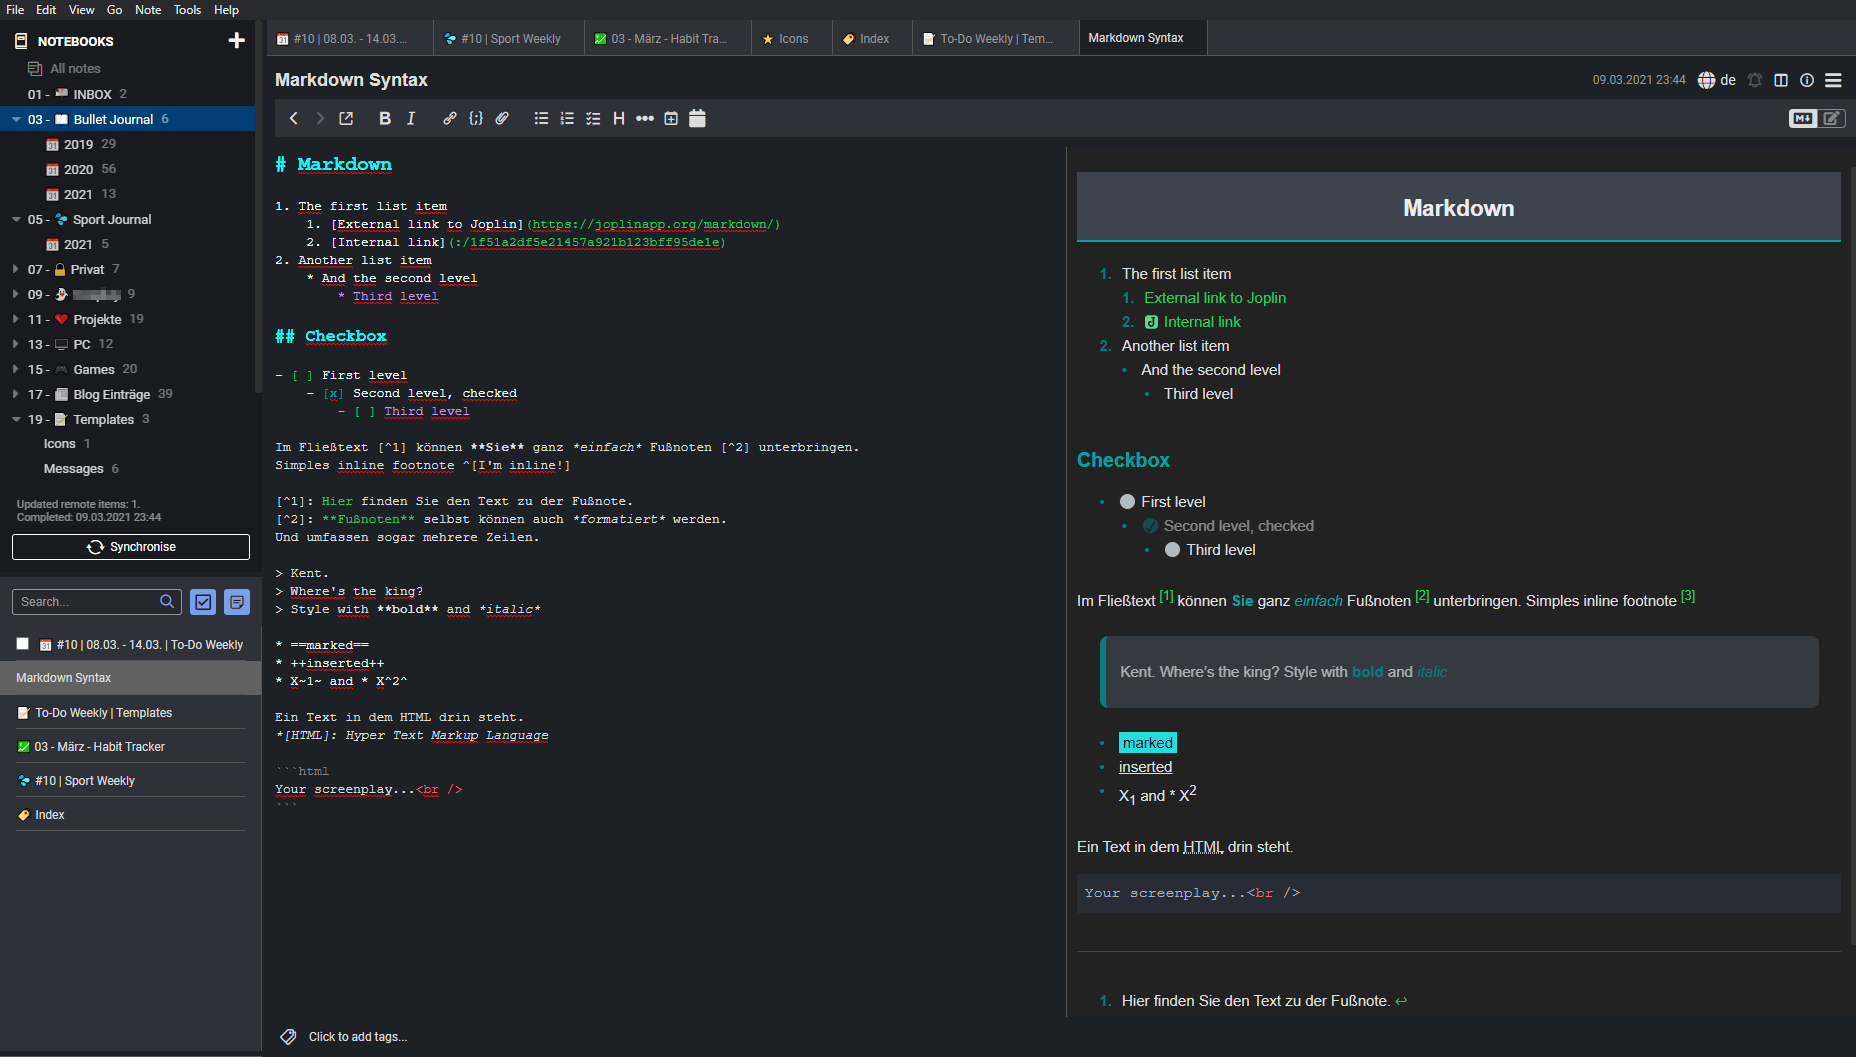 File Edit View Go Note Tools Help
NOTEBOOKS
All notes
01 - INBOX 2
03 - Bullet Journal 6
2019 29
2020 56
2021 13
05 - Sport Journal
2021 5
07 - Privat 7
09 - 9
11 - Projekte 19
13 - PC 12
15 - Games 20
17 - Blog Einträge 39
19 - Templates 3
Icons 1
Messages 6
Updated remote items: 1.
Completed: 09.03.2021 23:44
Synchronise
Search...
#10 | 08.03. - 14.03. | To-Do Weekly
Markdown Syntax
To-Do Weekly | Templates
03 - März - Habit Tracker
#10 | Sport Weekly
Index
#10 | 08.03. - 14.03....
#10 | Sport Weekly
03 - März - Habit Tra...
Icons
Index
To-Do Weekly | Tem...
Markdown Syntax
Markdown Syntax
09.03.2021 23:44 de
# Markdown
1. The first list item
1. [External link to Joplin](https://joplinapp.org/markdown/)
2. [Internal link](:/1f51a2df5e21457a921b123bff95de1e)
2. Another list item
* And the second level
* Third level
## Checkbox
- [ ] First level
- [x] Second level, checked
- [ ] Third level
Im Fließtext [^1] können **Sie** ganz *einfach* Fußnoten [^2] unterbringen.
Simples inline footnote ^[I'm inline!]
[^1]: Hier finden Sie den Text zu der Fußnote.
[^2]: **Fußnoten** selbst können auch *formatiert* werden.
Und umfassen sogar mehrere Zeilen.
> Kent.
> Where's the king?
> Style with **bold** and *italic*
* ==marked==
* ++inserted++
* X~1~ and * X^2^
Ein Text in dem HTML drin steht.
*[HTML]: Hyper Text Markup Language
```html
Your screenplay...<br />
```
Click to add tags...
Markdown
1. The first list item
1. External link to Joplin
2. Internal link
2. Another list item
And the second level
Third level
Checkbox
First level
Second level, checked
Third level
Im Fließtext [1] können Sie ganz einfach Fußnoten [2] unterbringen. Simples inline footnote [3]
Kent. Where’s the king? Style with bold and italic
marked
inserted
X1 and * X2
Ein Text in dem HTML drin steht.
Your screenplay...<br />
1. Hier finden Sie den Text zu der Fußnote. ↩